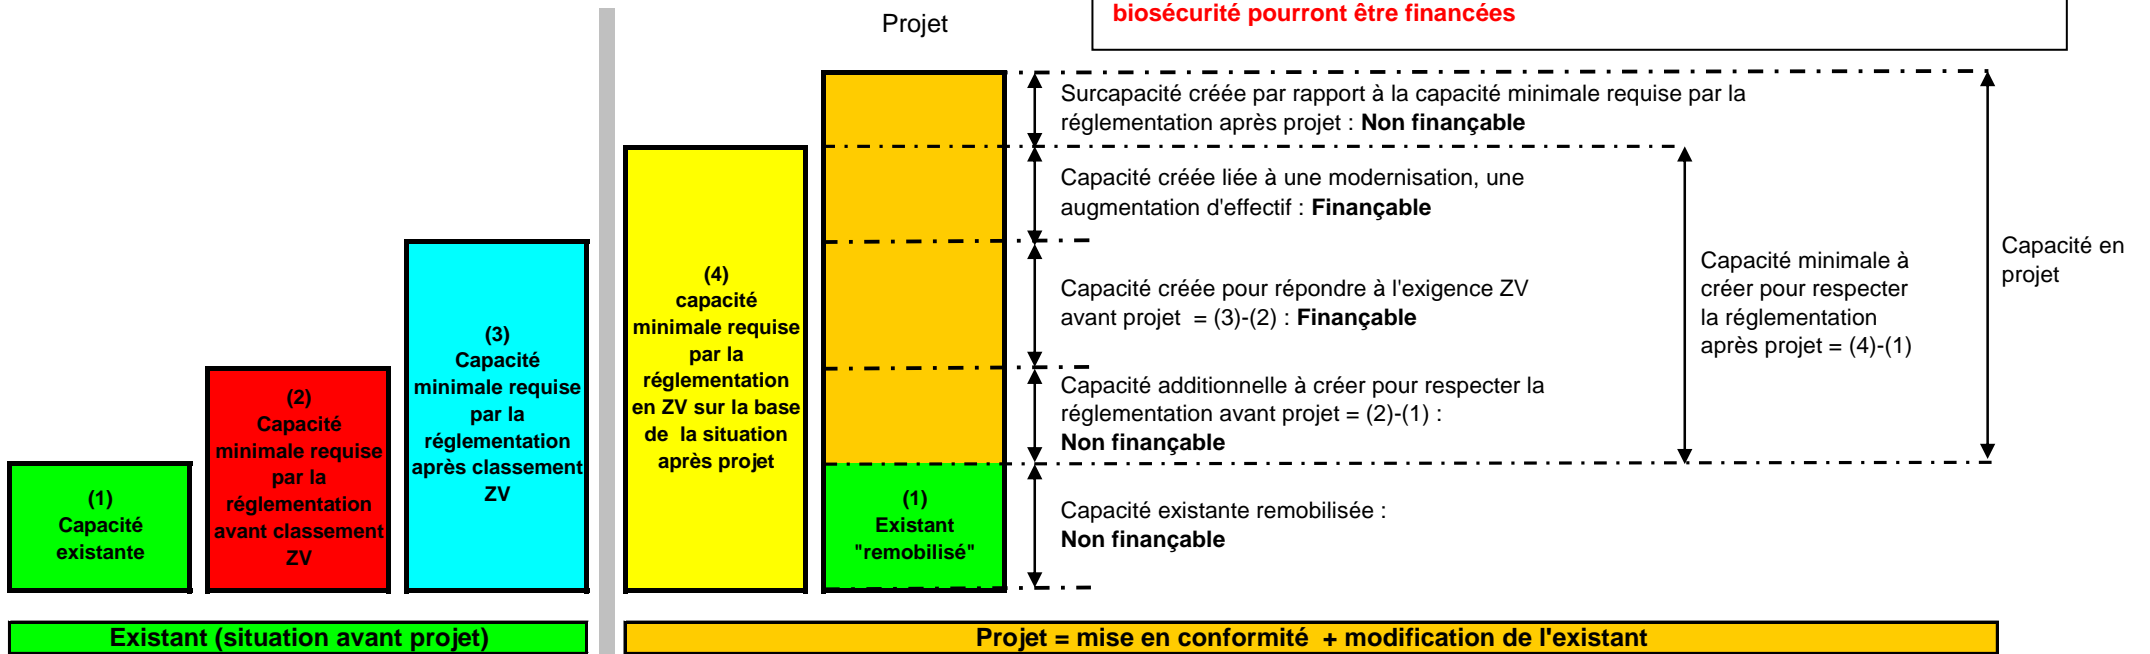 biosécurité pourront être financées
Projet
Surcapacité créée par rapport à la capacité minimale requise par la
réglementation après projet : Non finançable
Capacité créée liée à une modernisation, une
augmentation d'effectif : Finançable
Capacité créée pour répondre à l'exigence ZV
avant projet = (3)-(2) : Finançable
Capacité additionnelle à créer pour respecter la
réglementation avant projet = (2)-(1) :
Non finançable
Capacité existante remobilisée :
Non finançable
Capacité minimale à
créer pour respecter
la réglementation
après projet = (4)-(1)
Capacité en
projet
(1)
Capacité
existante
(2)
Capacité
minimale requise
par la
réglementation
avant classement
ZV
(3)
Capacité
minimale requise
par la
réglementation
après classement
ZV
(4)
capacité
minimale requise
par la
réglementation
en ZV sur la base
de la situation
après projet
(1)
Existant
"remobilisé"
Existant (situation avant projet)
Projet = mise en conformité + modification de l'existant